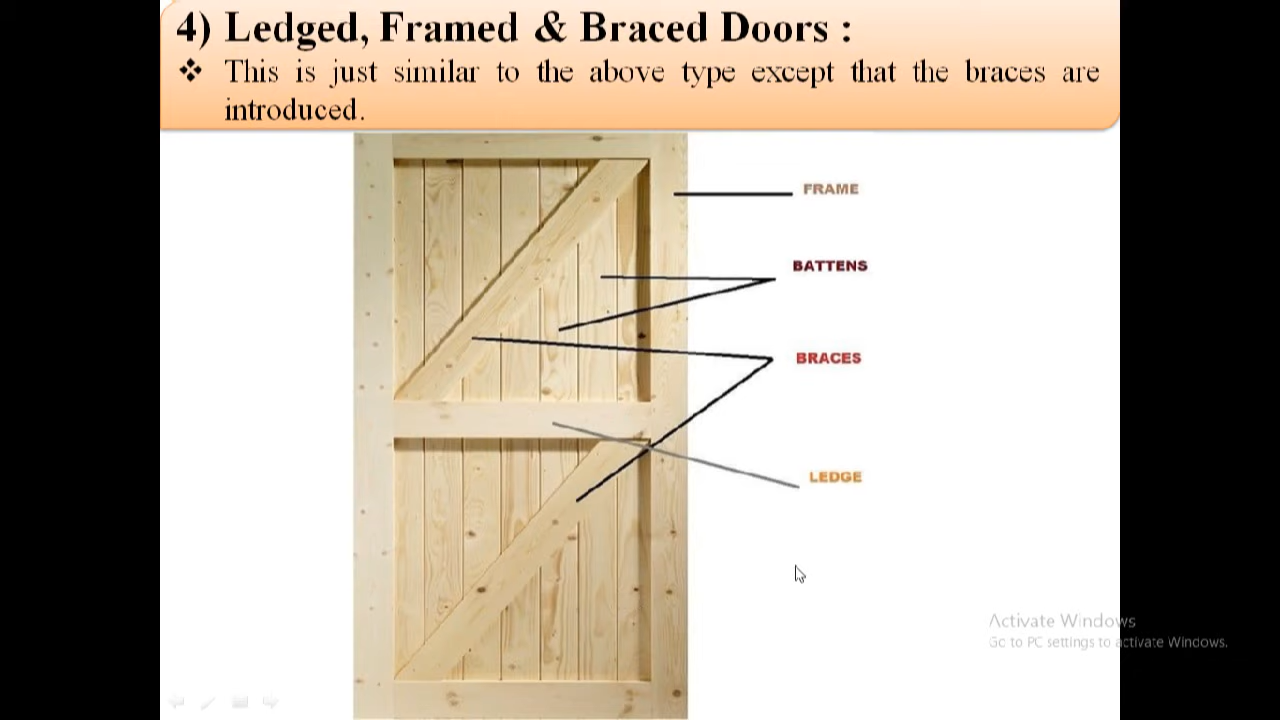 4) Ledged, Framed & Braced Doors :
❖ This is just similar to the above type except that the braces are
introduced.
FRAME
BATTENS
BRACES
LEDGE
Activate Windows
Go to PC settings to activate Windows.